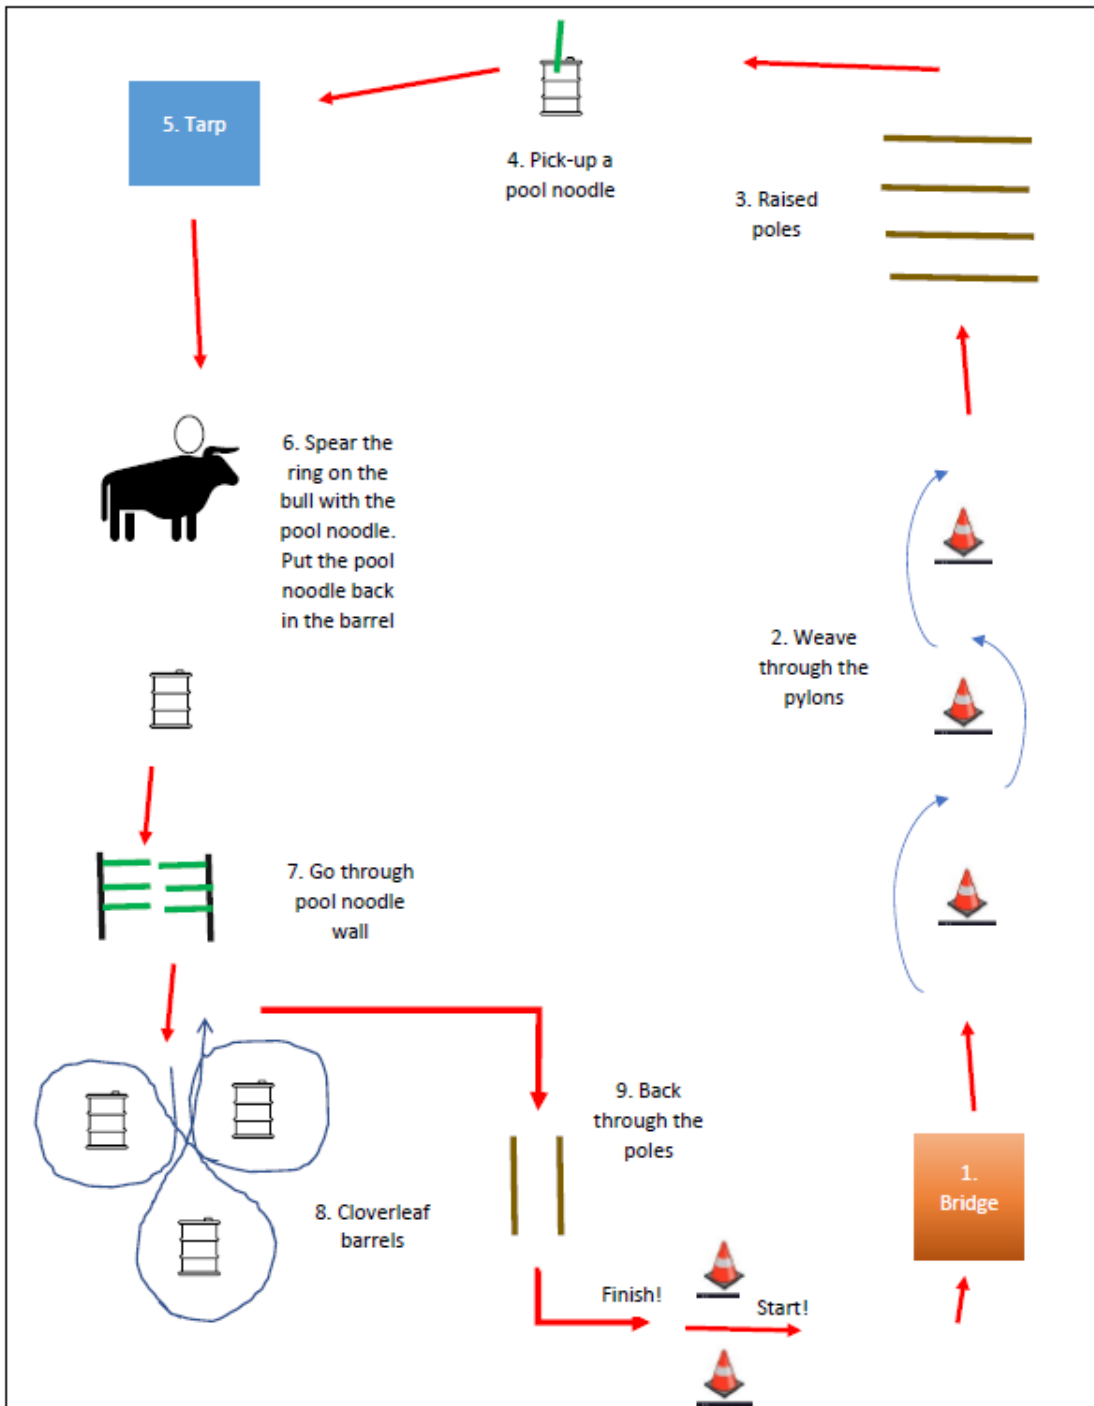 5. Tarp
4. Pick-up a
pool noodle
3. Raised
poles
6. Spear the
ring on the
bull with the
pool noodle.
Put the pool
noodle back
in the barrel
2. Weave
through the
pylons
7. Go through
pool noodle
wall
8. Cloverleaf
barrels
9. Back
through the
poles
1.
Bridge
Finish!
Start!